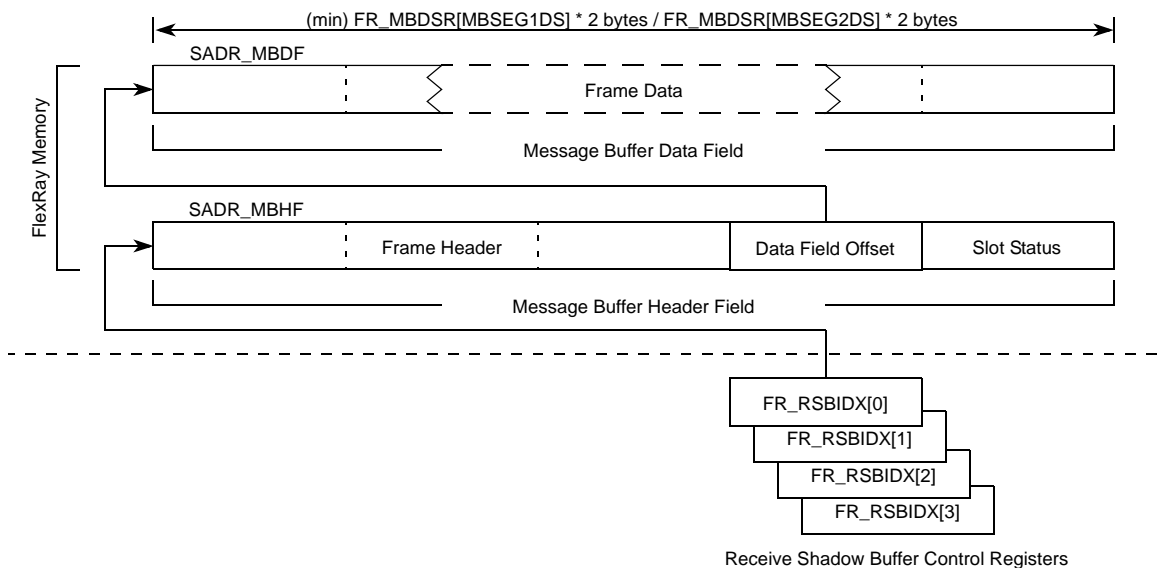 (min) FR_MBDSR[MBSEG1DS] * 2 bytes / FR_MBDSR[MBSEG2DS] * 2 bytes
SADR_MBDF
Frame Data
Message Buffer Data Field
FlexRay Memory
SADR_MBHF
Frame Header
Data Field Offset
Slot Status
Message Buffer Header Field
FR_RSBIDX[0]
FR_RSBIDX[1]
FR_RSBIDX[2]
FR_RSBIDX[3]
Receive Shadow Buffer Control Registers